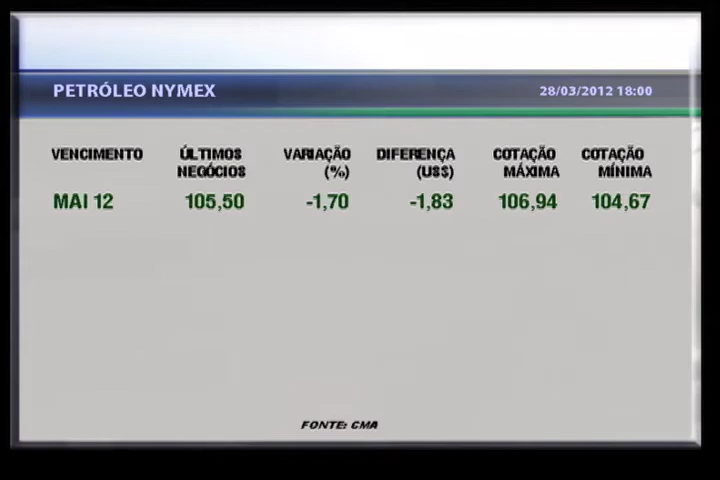 PETRÓLEO NYMEX 28/03/2012 18:00
VENCIMENTO ÚLTIMOS NEGÓCIOS VARIAÇÃO (%) DIFERENÇA (US$) COTAÇÃO MÁXIMA COTAÇÃO MÍNIMA
MAI 12 105,50 -1,70 -1,83 106,94 104,67
FONTE: CMA